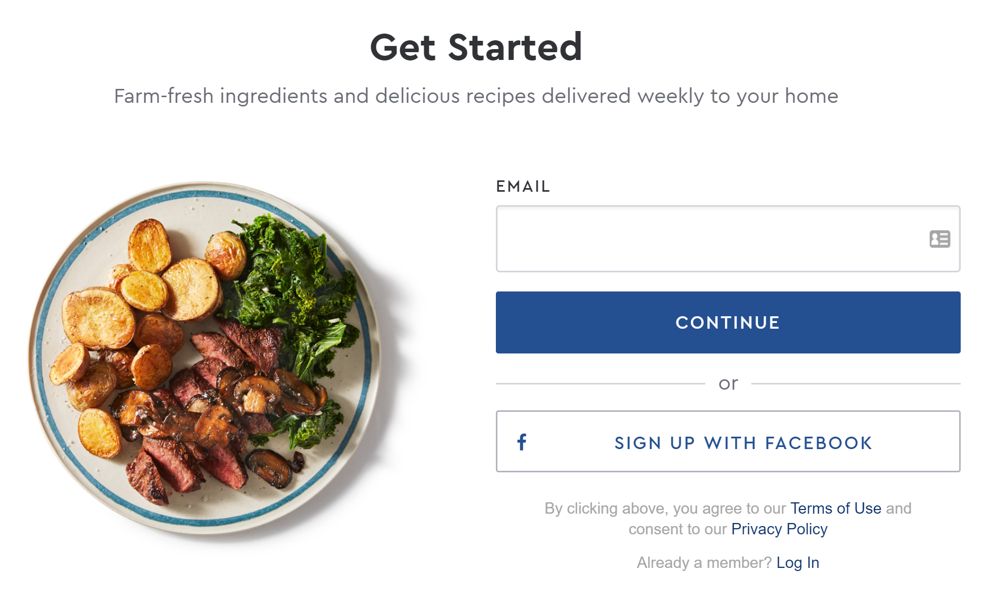 Get Started
Farm-fresh ingredients and delicious recipes delivered weekly to your home
EMAIL
CONTINUE
or
f SIGN UP WITH FACEBOOK
By clicking above, you agree to our Terms of Use and
consent to our Privacy Policy
Already a member? Log In